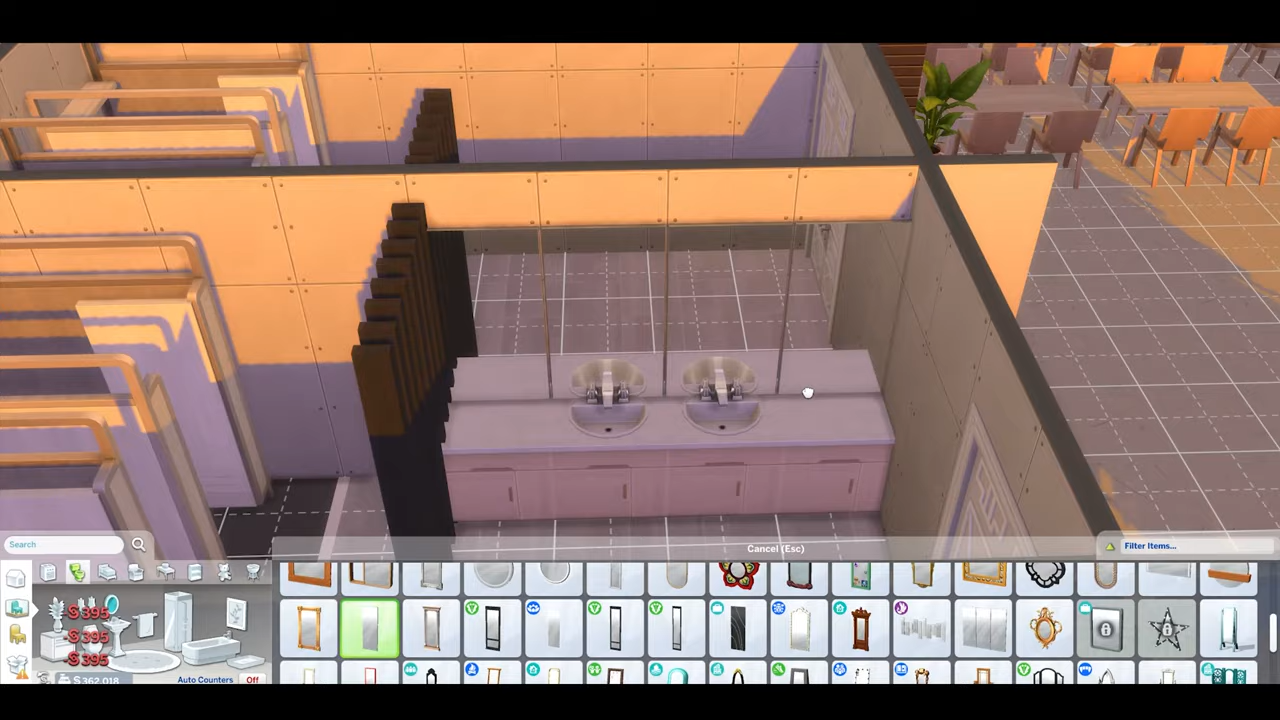 Cancel (Esc)
Search
Filter Items...
-§395
-§395
-§395
§362,018
Auto Counters
Off